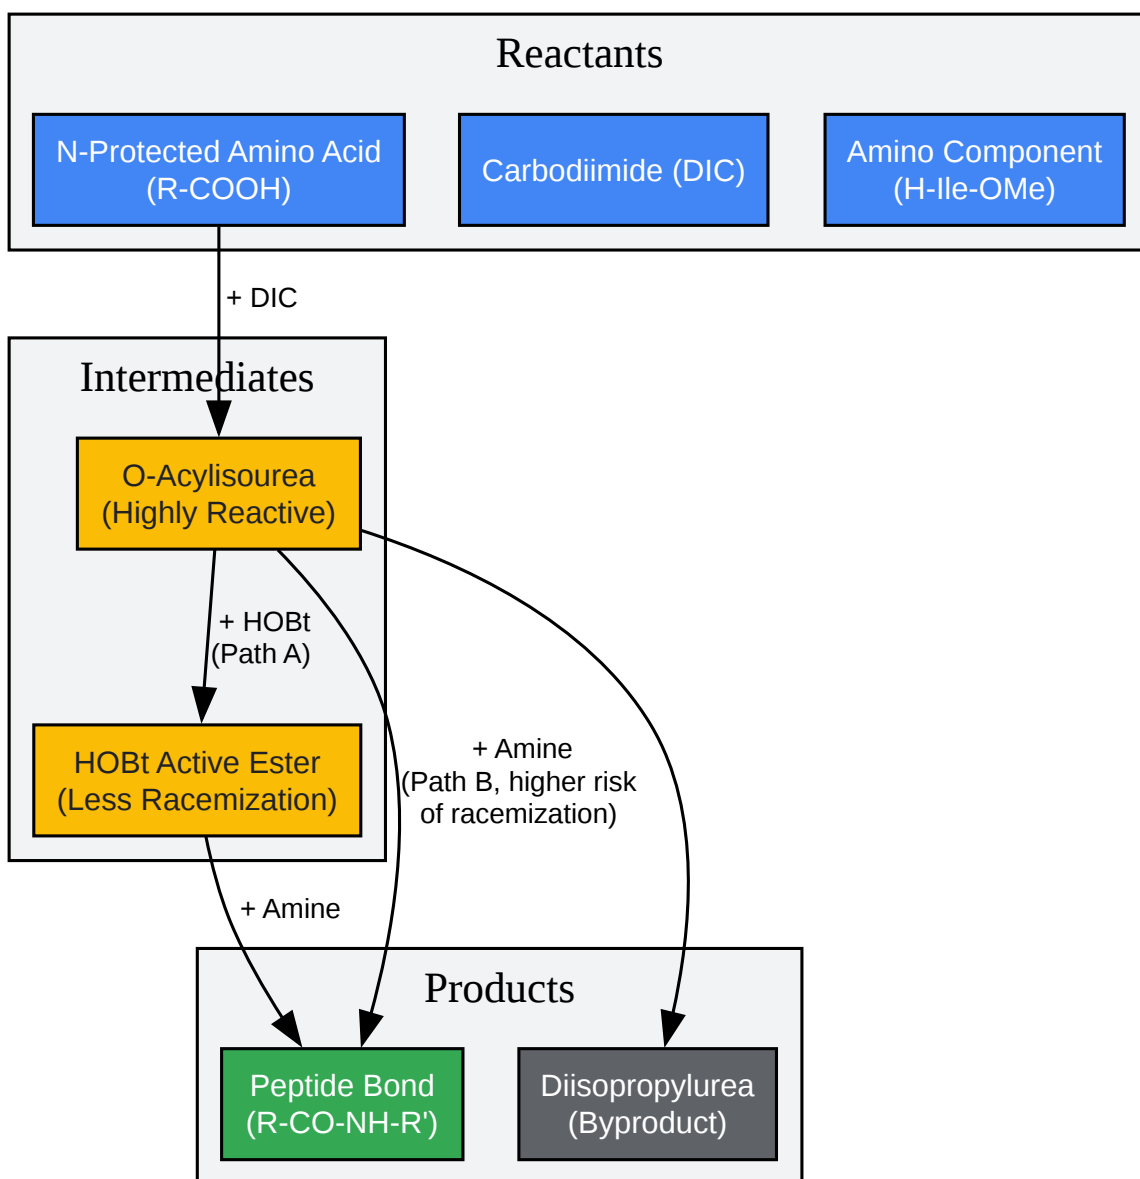 Reactants
N-Protected Amino Acid
(R-COOH)
Carbodiimide (DIC)
Amino Component
(H-Ile-OMe)
+ DIC
Intermediates
O-Acylisourea
(Highly Reactive)
+ HOBt
(Path A)
HOBt Active Ester
(Less Racemization)
+ Amine
(Path B, higher risk
of racemization)
+ Amine
Products
Peptide Bond
(R-CO-NH-R')
Diisopropylurea
(Byproduct)